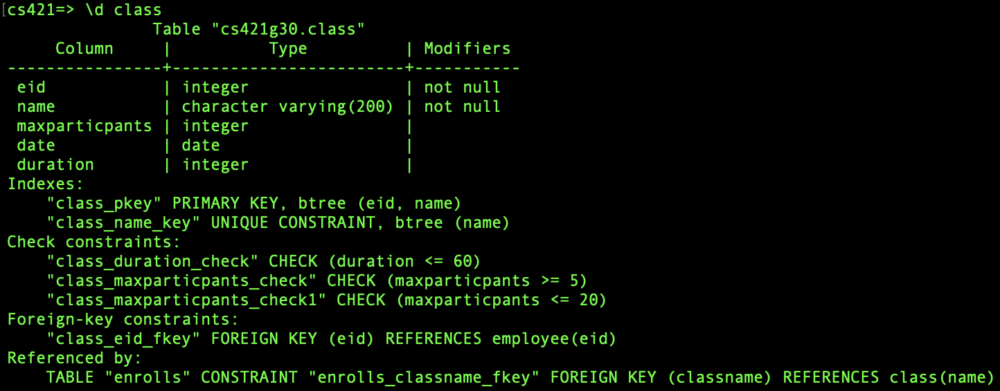 [cs421=> \d class
Table "cs421g30.class"
Column | Type | Modifiers
----------------+------------------------+-----------
eid | integer | not null
name | character varying(200) | not null
maxparticpants | integer |
date | date |
duration | integer |
Indexes:
"class_pkey" PRIMARY KEY, btree (eid, name)
"class_name_key" UNIQUE CONSTRAINT, btree (name)
Check constraints:
"class_duration_check" CHECK (duration <= 60)
"class_maxparticpants_check" CHECK (maxparticpants >= 5)
"class_maxparticpants_check1" CHECK (maxparticpants <= 20)
Foreign-key constraints:
"class_eid_fkey" FOREIGN KEY (eid) REFERENCES employee(eid)
Referenced by:
TABLE "enrolls" CONSTRAINT "enrolls_classname_fkey" FOREIGN KEY (classname) REFERENCES class(name)